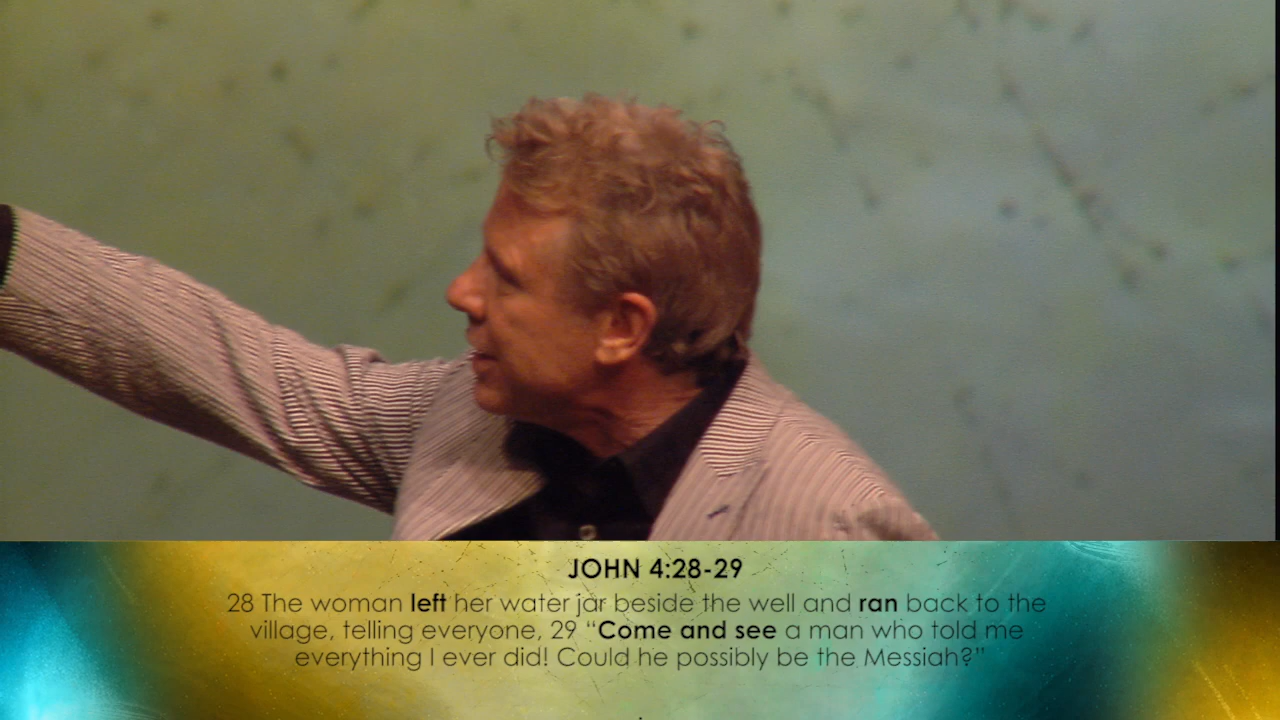 JOHN 4:28-29
28 The woman left her water jar beside the well and ran back to the
village, telling everyone, 29 “Come and see a man who told me
everything I ever did! Could he possibly be the Messiah?”